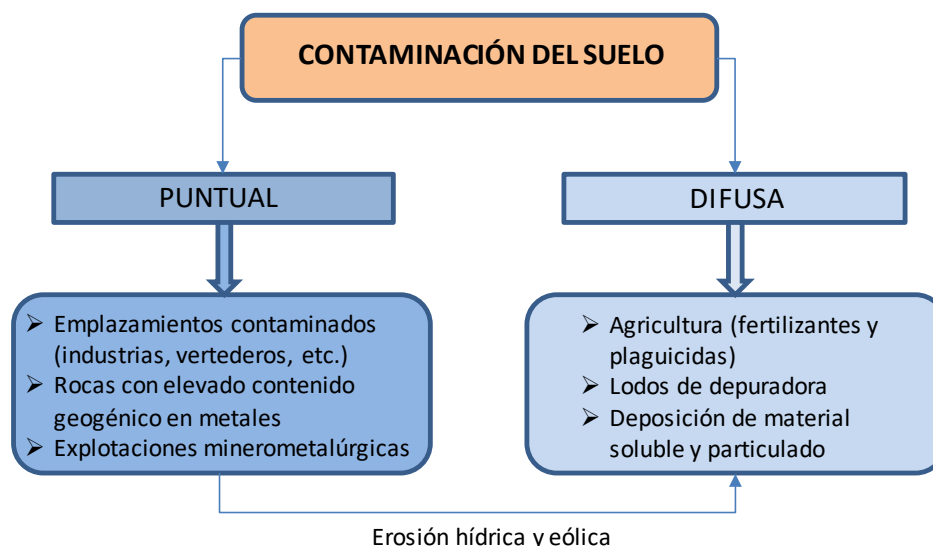 CONTAMINACIÓN DEL SUELO
PUNTUAL
DIFUSA
➢ Emplazamientos contaminados
(industrias, vertederos, etc.)
➢ Rocas con elevado contenido
geogénico en metales
➢ Explotaciones minerometalúrgicas
➢ Agricultura (fertilizantes y
plaguicidas)
➢ Lodos de depuradora
➢ Deposición de material
soluble y particulado
Erosión hídrica y eólica